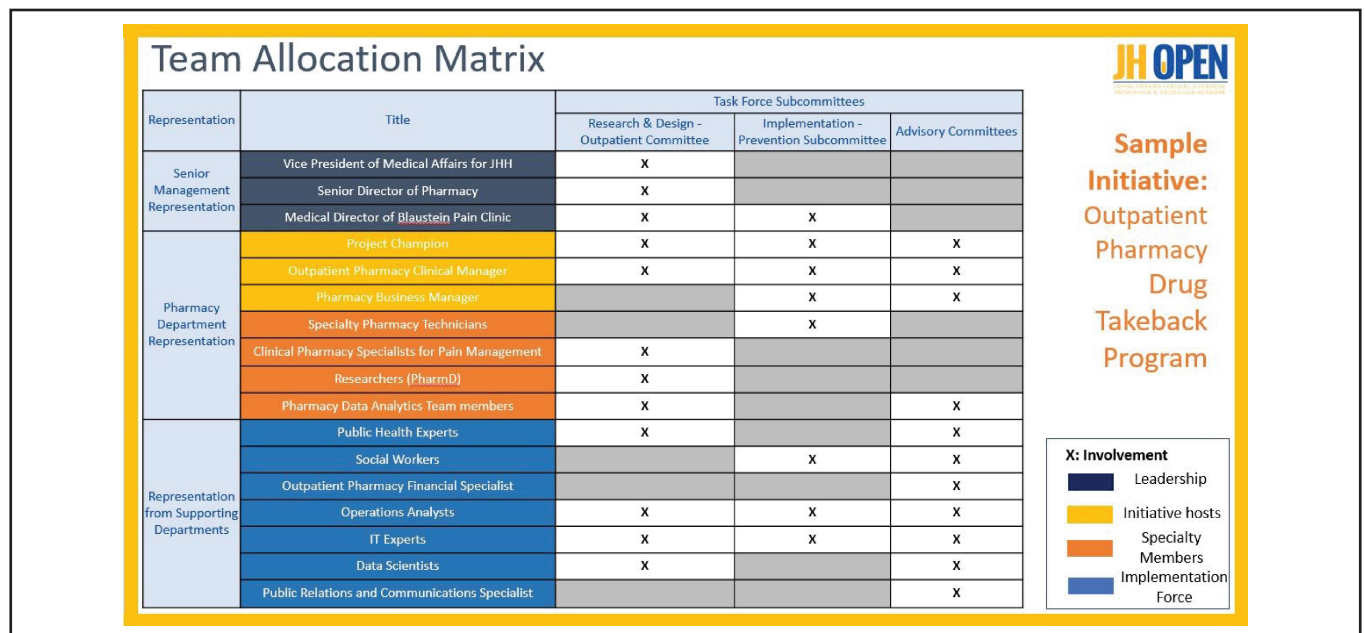 Team Allocation Matrix
JH OPEN
Representation
Title
Task Force Subcommittees
Research & Design -
Outpatient Committee
Implementation -
Prevention Subcommittee
Advisory Committees
Senior
Management
Representation
Vice President of Medical Affairs for JHH X
Senior Director of Pharmacy X
Medical Director of Blaustein Pain Clinic X X
Pharmacy
Department
Representation
Project Champion X X X
Outpatient Pharmacy Clinical Manager X X X
Pharmacy Business Manager X X
Specialty Pharmacy Technicians X
Clinical Pharmacy Specialists for Pain Management X
Researchers (PharmD) X
Pharmacy Data Analytics Team members X X
Representation
from Supporting
Departments
Public Health Experts X X
Social Workers X X
Outpatient Pharmacy Financial Specialist X
Operations Analysts X X X
IT Experts X X X
Data Scientists X X
Public Relations and Communications Specialist X
Sample
Initiative:
Outpatient
Pharmacy
Drug
Takeback
Program
X: Involvement
Leadership
Initiative hosts
Specialty
Members
Implementation
Force